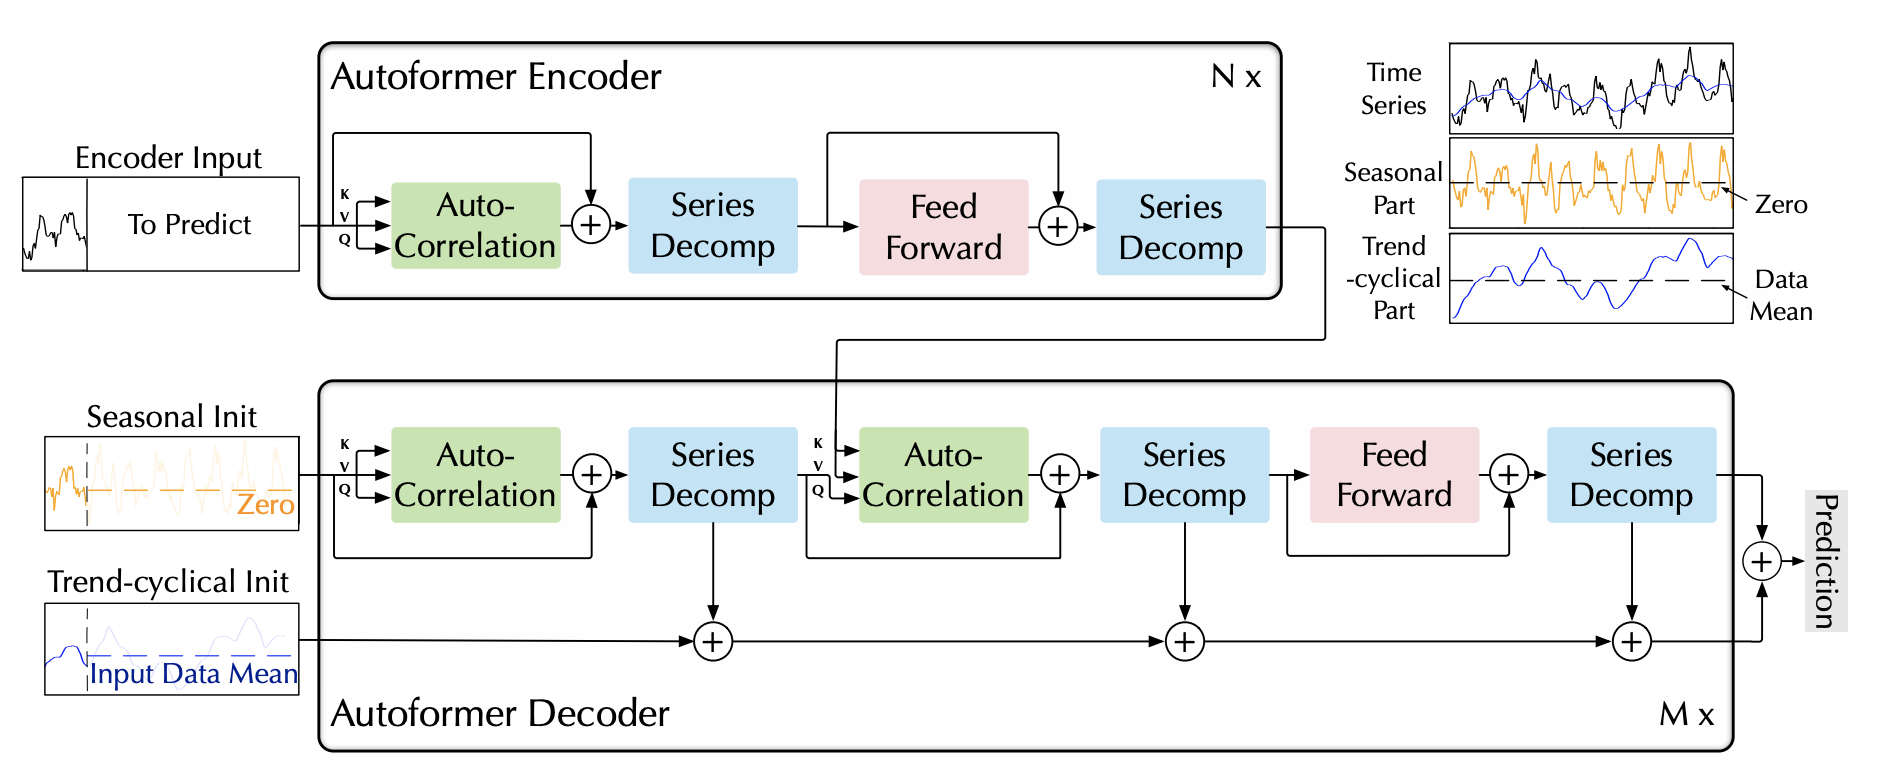 Autoformer Encoder
N x
Encoder Input
To Predict
K
V
Q
Auto-
Correlation
Series
Decomp
Feed
Forward
Series
Decomp
Time
Series
Seasonal
Part
Zero
Trend
-cyclical
Part
Data
Mean
Seasonal Init
Zero
K
V
Q
Auto-
Correlation
Series
Decomp
K
V
Q
Auto-
Correlation
Series
Decomp
Feed
Forward
Series
Decomp
Prediction
Trend-cyclical Init
Input Data Mean
Autoformer Decoder
M x